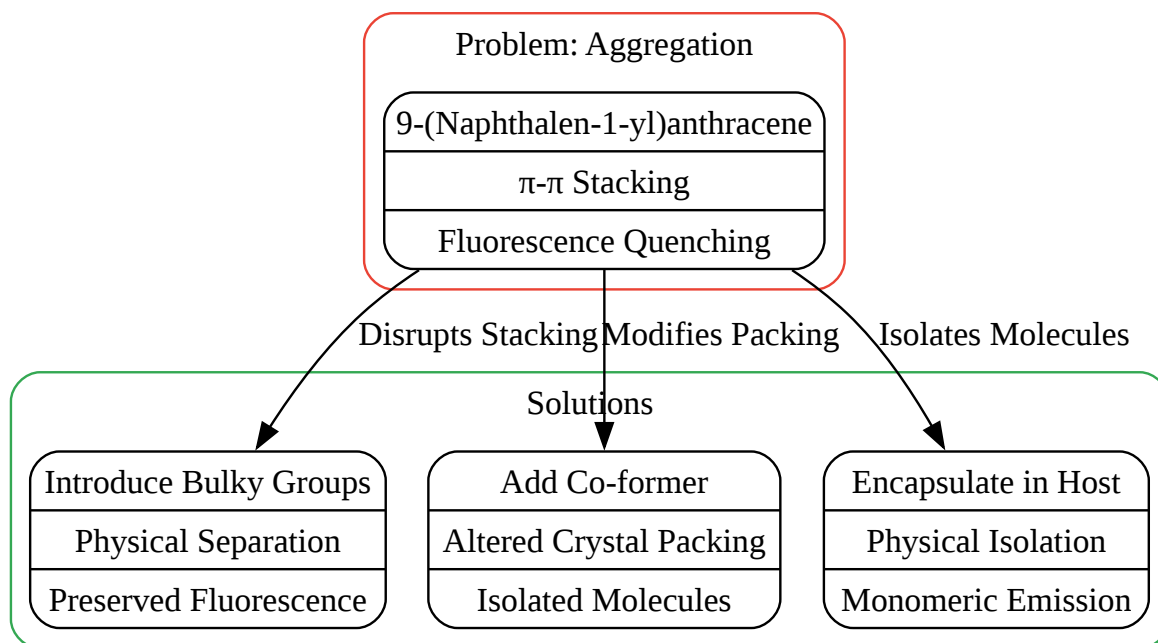 Problem: Aggregation
9-(Naphthalen-1-yl)anthracene
π-π Stacking
Fluorescence Quenching
Disrupts Stacking
Modifies Packing
Isolates Molecules
Solutions
Introduce Bulky Groups
Physical Separation
Preserved Fluorescence
Add Co-former
Altered Crystal Packing
Isolated Molecules
Encapsulate in Host
Physical Isolation
Monomeric Emission